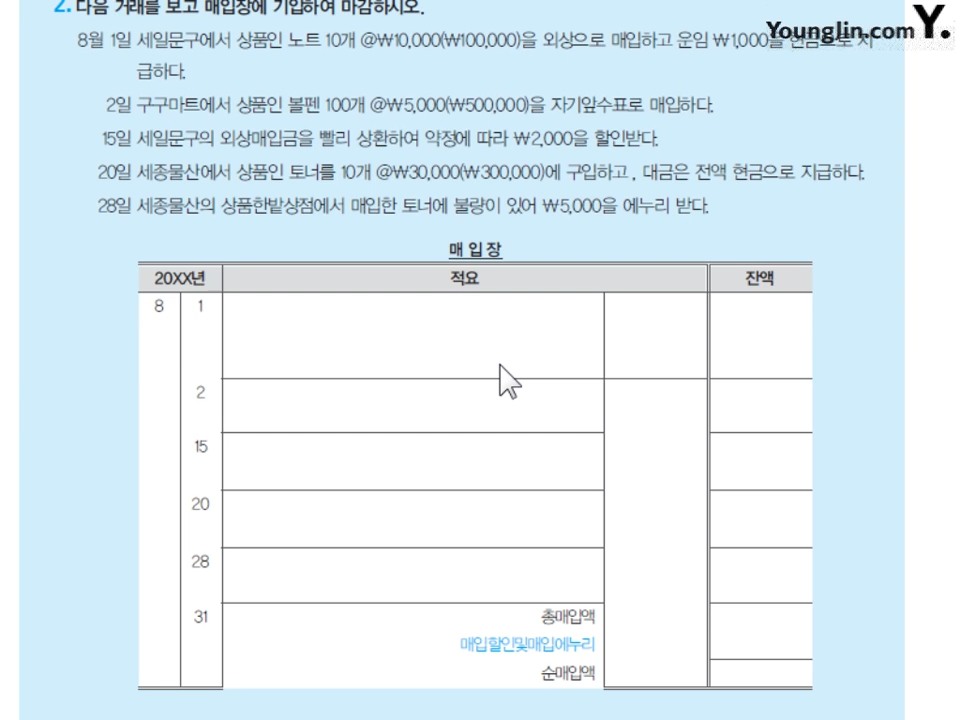 2. 다음 거래를 보고 매입장에 기입하여 마감하시오.
Younglin.com Y.
8월 1일 세일문구에서 상품인 노트 10개 @₩10,000(₩100,000)을 외상으로 매입하고 운임 ₩1,000을 현금으로 지
급하다.
2일 구구마트에서 상품인 볼펜 100개 @₩5,000(₩500,000)을 자기앞수표로 매입하다.
15일 세일문구의 외상매입금을 빨리 상환하여 약정에 따라 ₩2,000을 할인받다.
20일 세종물산에서 상품인 토너를 10개 @₩30,000(₩300,000)에 구입하고, 대금은 전액 현금으로 지급하다.
28일 세종물산의 상품한밭상점에서 매입한 토너에 불량이 있어 ₩5,000을 에누리 받다.
매 입 장
20XX년 적요 잔액
8 1
2
15
20
28
31 총매입액
매입할인및매입에누리
순매입액